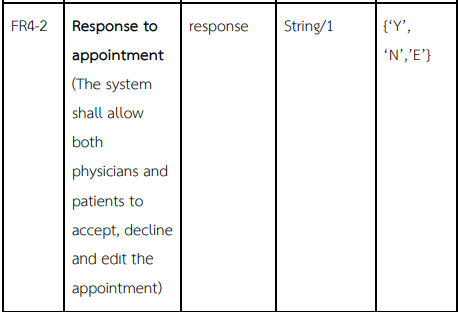 FR4-2 Response to response String/1 {‘Y’,
appointment ‘N’,’E’}
(The system
shall allow
both
physicians and
patients to
accept, decline
and edit the
appointment)